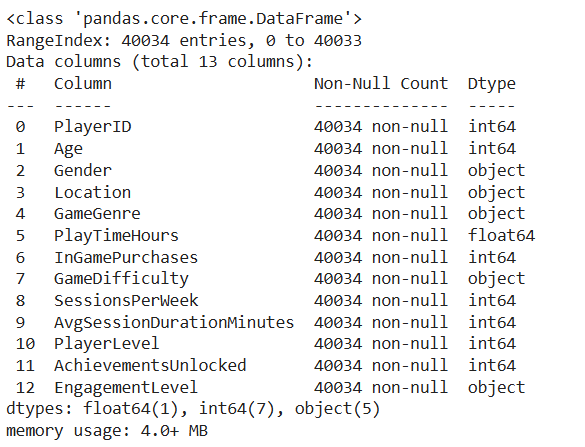 <class 'pandas.core.frame.DataFrame'>
RangeIndex: 40034 entries, 0 to 40033
Data columns (total 13 columns):
 #   Column                     Non-Null Count  Dtype
---  ------                     --------------  -----
 0   PlayerID                   40034 non-null  int64
 1   Age                        40034 non-null  int64
 2   Gender                     40034 non-null  object
 3   Location                   40034 non-null  object
 4   GameGenre                  40034 non-null  object
 5   PlayTimeHours              40034 non-null  float64
 6   InGamePurchases            40034 non-null  int64
 7   GameDifficulty             40034 non-null  object
 8   SessionsPerWeek            40034 non-null  int64
 9   AvgSessionDurationMinutes  40034 non-null  int64
 10  PlayerLevel                40034 non-null  int64
 11  AchievementsUnlocked       40034 non-null  int64
 12  EngagementLevel            40034 non-null  object
dtypes: float64(1), int64(7), object(5)
memory usage: 4.0+ MB